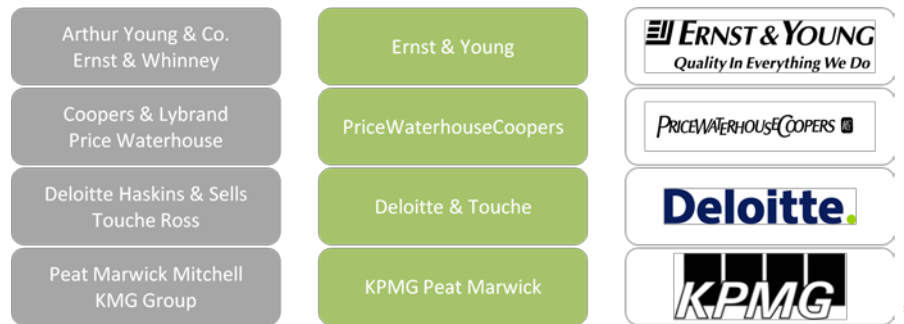 Arthur Young & Co.
Ernst & Whinney
Ernst & Young
ERNST & YOUNG
Quality In Everything We Do
Coopers & Lybrand
Price Waterhouse
PriceWaterhouseCoopers
PRICEWATERHOUSECOOPERS
Deloitte Haskins & Sells
Touche Ross
Deloitte & Touche
Deloitte.
Peat Marwick Mitchell
KMG Group
KPMG Peat Marwick
KPMG